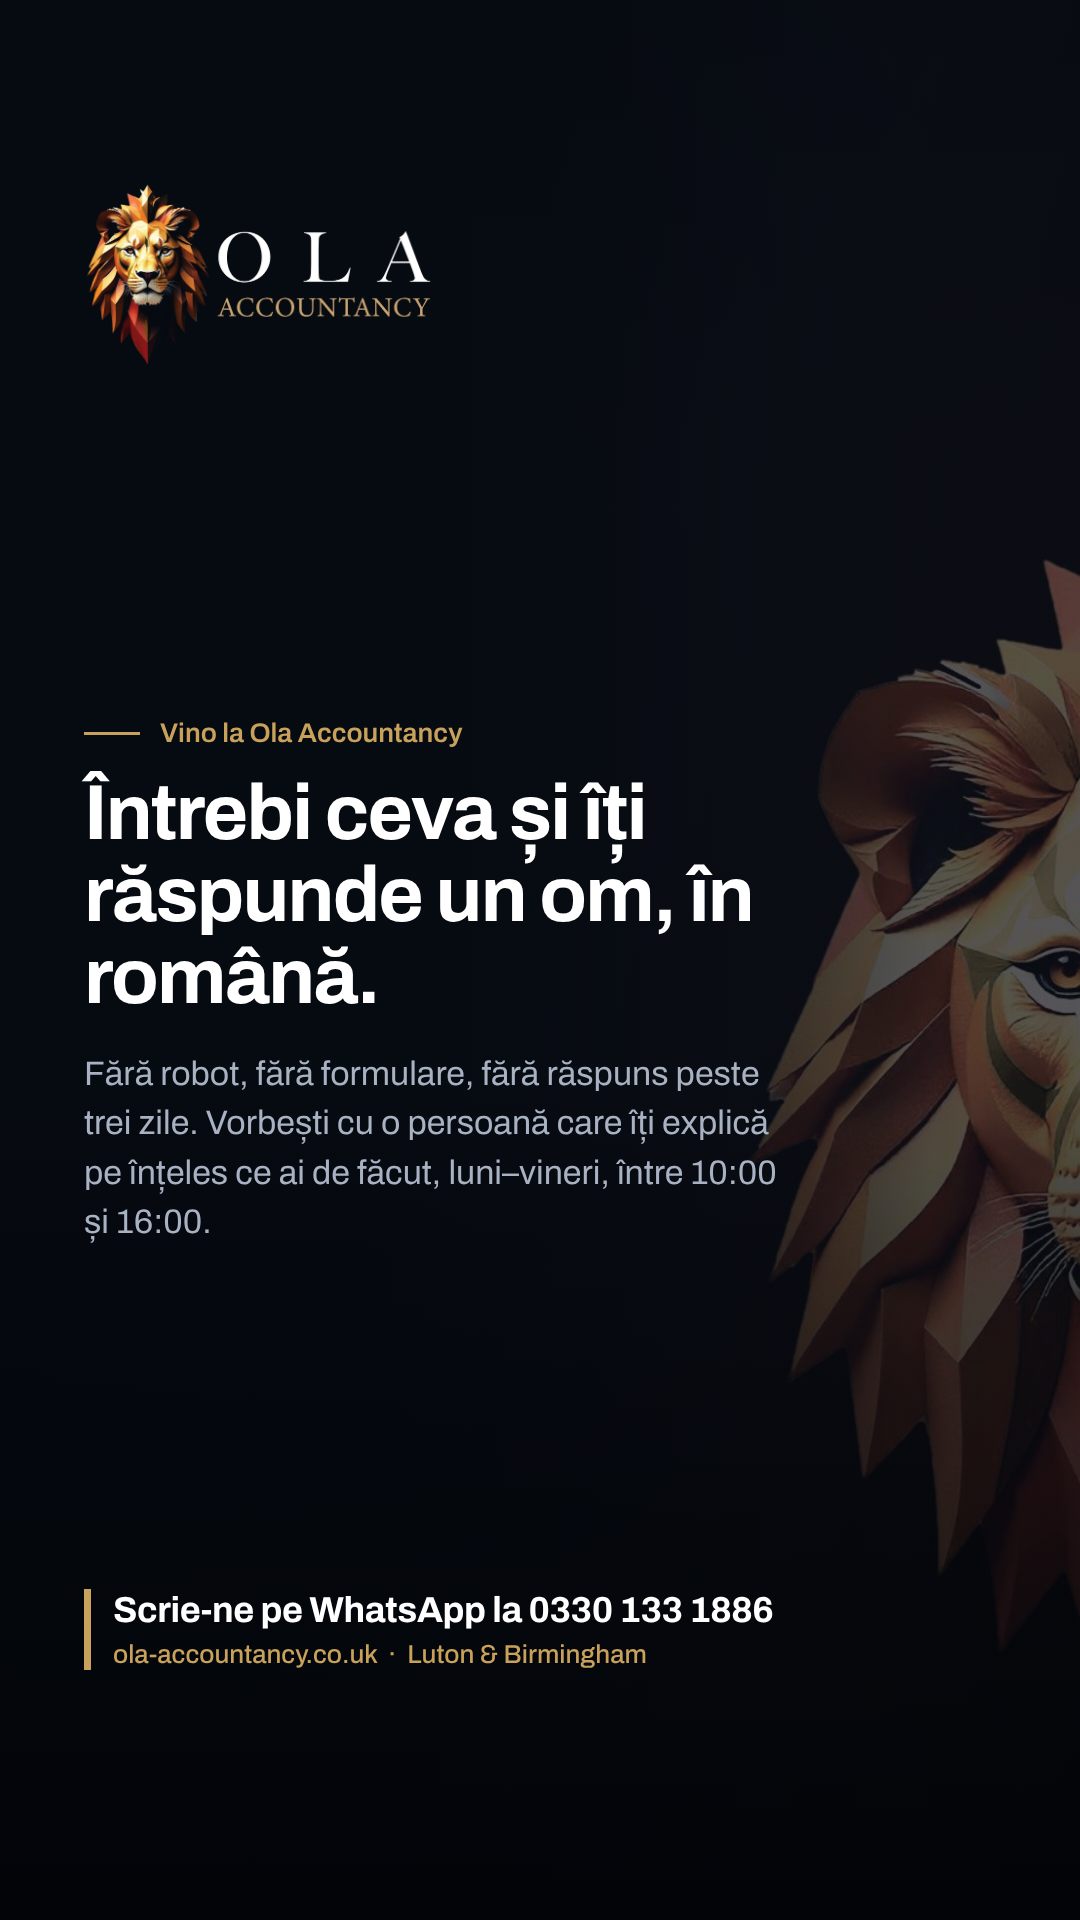 OLA
ACCOUNTANCY
Vino la Ola Accountancy
Întrebi ceva și îți
răspunde un om, în
română.
Fără robot, fără formulare, fără răspuns peste
trei zile. Vorbești cu o persoană care îți explică
pe înțeles ce ai de făcut, luni–vineri, între 10:00
și 16:00.
Scrie-ne pe WhatsApp la 0330 133 1886
ola-accountancy.co.uk · Luton & Birmingham